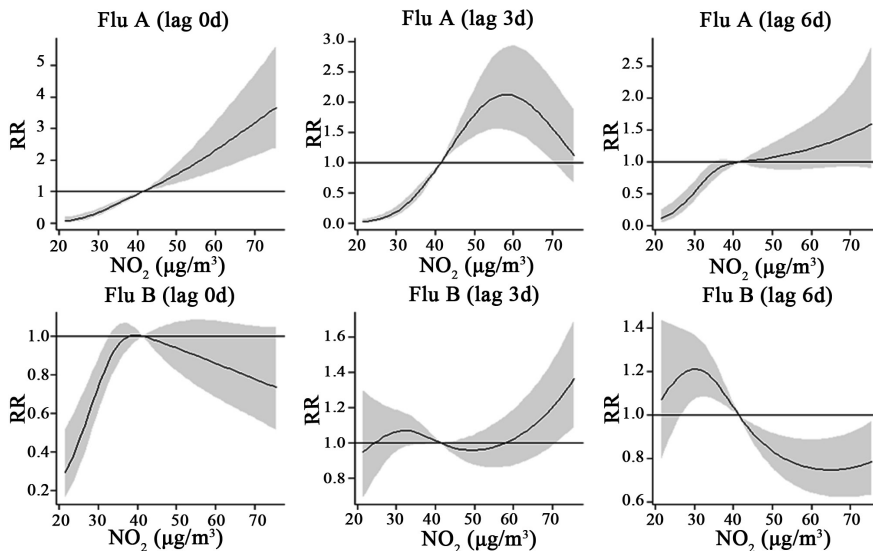 Flu A (lag 0d)
RR
5
4
3
2
1
0
20 30 40 50 60 70
NO₂ (μg/m³)
Flu A (lag 3d)
RR
3.0
2.5
2.0
1.5
1.0
0.5
0.0
20 30 40 50 60 70
NO₂ (μg/m³)
Flu A (lag 6d)
RR
2.5
2.0
1.5
1.0
0.5
0.0
20 30 40 50 60 70
NO₂ (μg/m³)
Flu B (lag 0d)
RR
1.0
0.8
0.6
0.4
0.2
20 30 40 50 60 70
NO₂ (μg/m³)
Flu B (lag 3d)
RR
1.6
1.4
1.2
1.0
0.8
20 30 40 50 60 70
NO₂ (μg/m³)
Flu B (lag 6d)
RR
1.4
1.2
1.0
0.8
0.6
20 30 40 50 60 70
NO₂ (μg/m³)